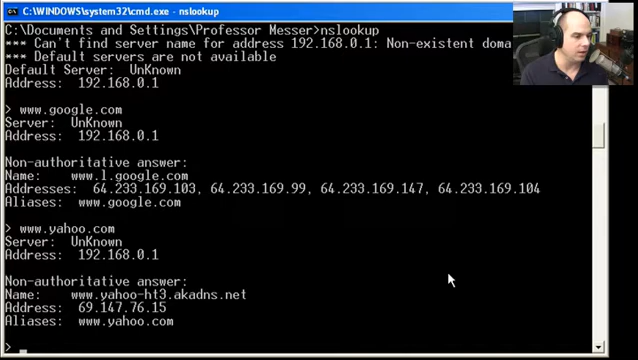 C:\WINDOWS\system32\cmd.exe - nslookup
C:\Documents and Settings\Professor Messer>nslookup
*** Can't find server name for address 192.168.0.1: Non-existent doma
*** Default servers are not available
Default Server:  UnKnown
Address:  192.168.0.1
> www.google.com
Server:  UnKnown
Address:  192.168.0.1
Non-authoritative answer:
Name:    www.l.google.com
Addresses:  64.233.169.103, 64.233.169.99, 64.233.169.147, 64.233.169.104
Aliases:  www.google.com
> www.yahoo.com
Server:  UnKnown
Address:  192.168.0.1
Non-authoritative answer:
Name:    www.yahoo-ht3.akadns.net
Address:  69.147.76.15
Aliases:  www.yahoo.com
> _